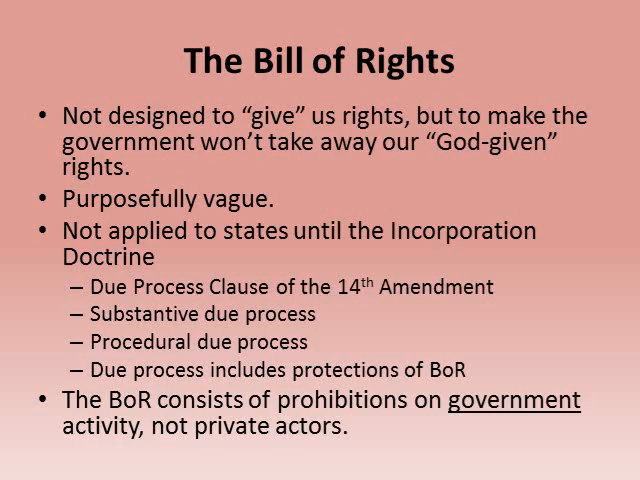 The Bill of Rights
• Not designed to “give” us rights, but to make the
government won’t take away our “God-given”
rights.
• Purposefully vague.
• Not applied to states until the Incorporation
Doctrine
– Due Process Clause of the 14th Amendment
– Substantive due process
– Procedural due process
– Due process includes protections of BoR
• The BoR consists of prohibitions on government
activity, not private actors.